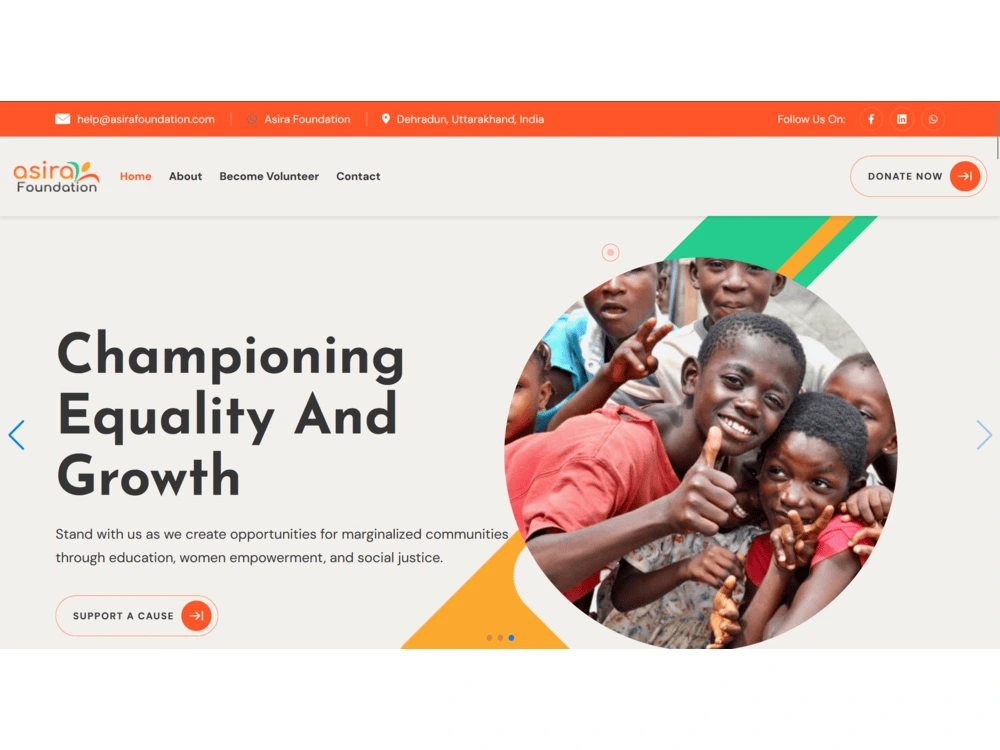 help@asirafoundation.com
Asira Foundation
Dehradun, Uttarakhand, India
Follow Us On:
asira
Foundation
Home
About
Become Volunteer
Contact
DONATE NOW
Championing
Equality And
Growth
Stand with us as we create opportunities for marginalized communities
through education, women empowerment, and social justice.
SUPPORT A CAUSE